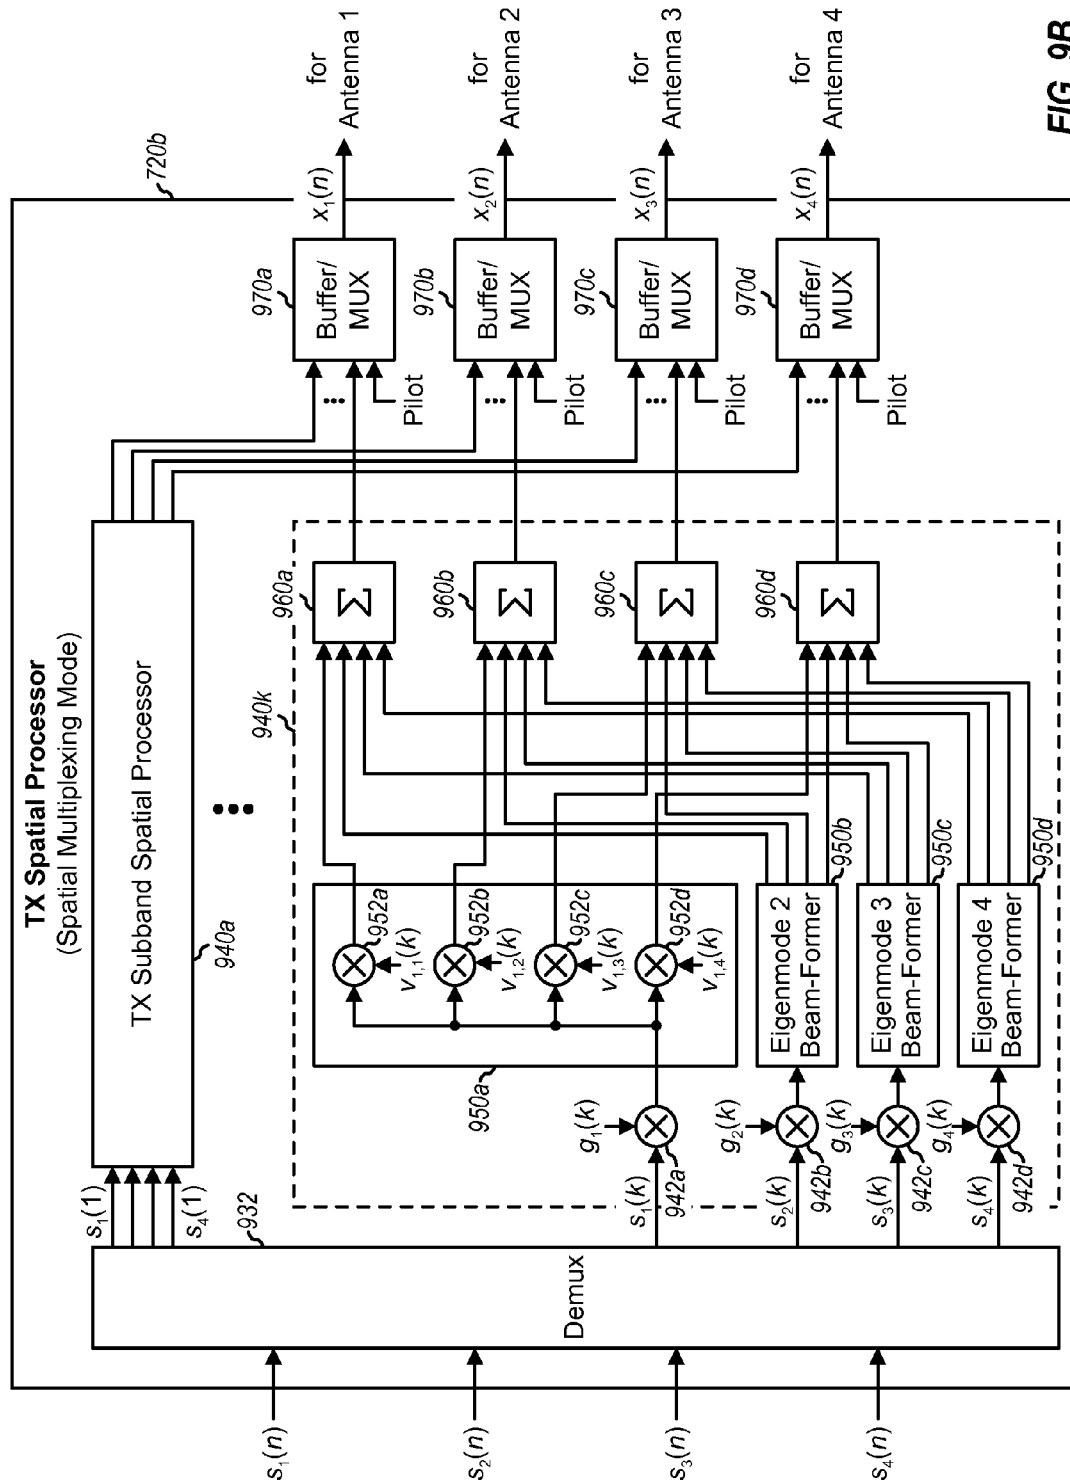 TX Spatial Processor
(Spatial Multiplexing Mode)
720b
s₁(n)
s₂(n)
s₃(n)
s₄(n)
Demux
932
s₁(1)
s₄(1)
TX Subband Spatial Processor
940a
940k
s₁(k)
g₁(k)
942a
s₂(k)
g₂(k)
942b
s₃(k)
g₃(k)
942c
s₄(k)
g₄(k)
942d
950a
952a
v₁,₁(k)
952b
v₁,₂(k)
952c
v₁,₃(k)
952d
v₁,₄(k)
Eigenmode 2
Beam-Former
950b
Eigenmode 3
Beam-Former
950c
Eigenmode 4
Beam-Former
950d
960a
Σ
960b
Σ
960c
Σ
960d
Σ
970a
Buffer/
MUX
Pilot
x₁(n)
for
Antenna 1
970b
Buffer/
MUX
Pilot
x₂(n)
for
Antenna 2
970c
Buffer/
MUX
Pilot
x₃(n)
for
Antenna 3
970d
Buffer/
MUX
Pilot
x₄(n)
for
Antenna 4
FIG. 9B